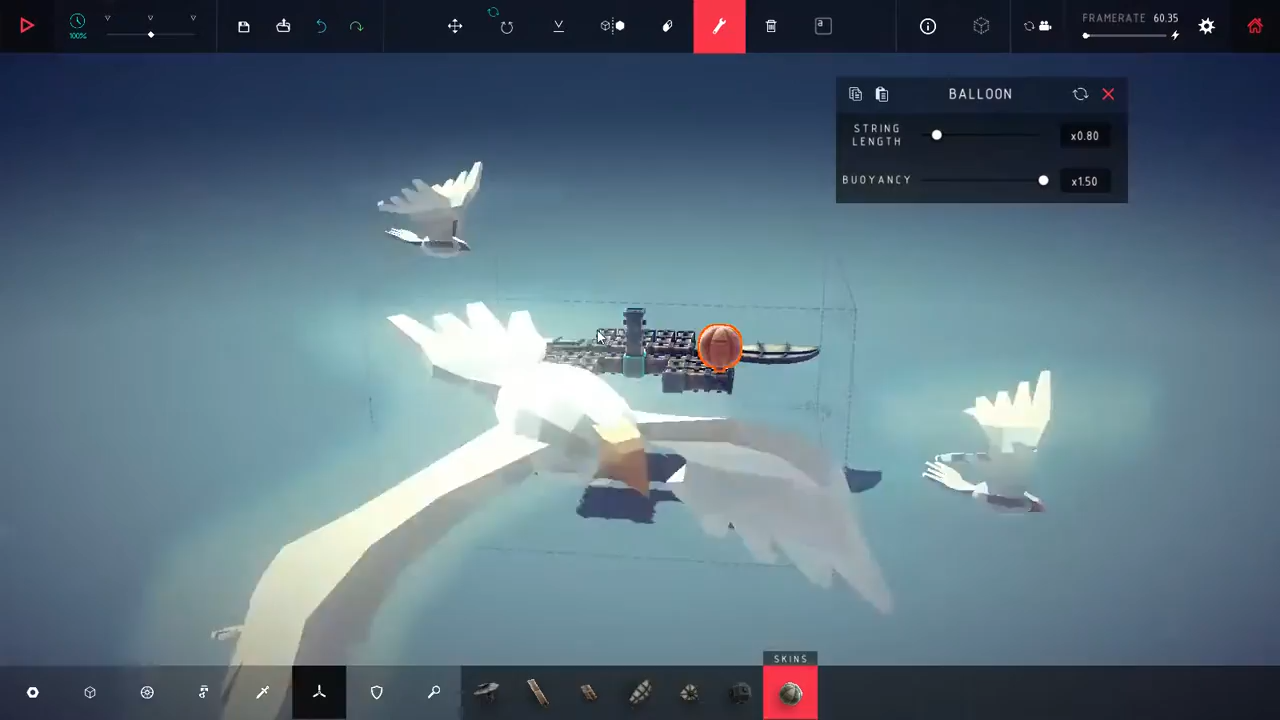 100%
a
FRAMERATE 60.35
BALLOON
STRING
LENGTH
x0.80
BUOYANCY
x1.50
SKINS